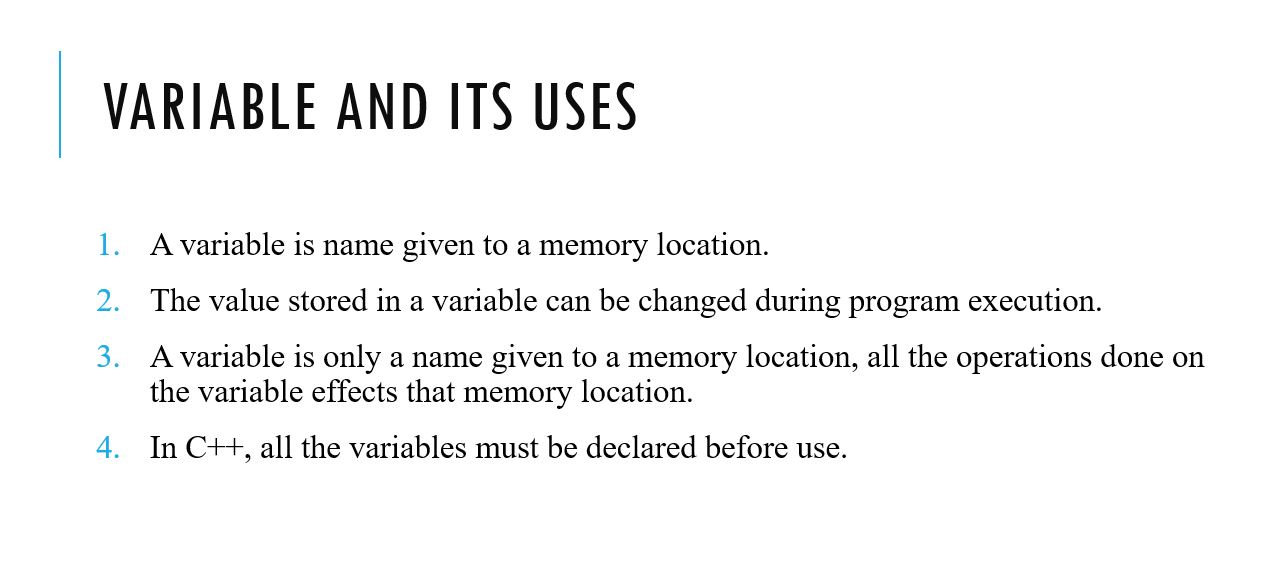 VARIABLE AND ITS USES
1. A variable is name given to a memory location.
2. The value stored in a variable can be changed during program execution.
3. A variable is only a name given to a memory location, all the operations done on
the variable effects that memory location.
4. In C++, all the variables must be declared before use.